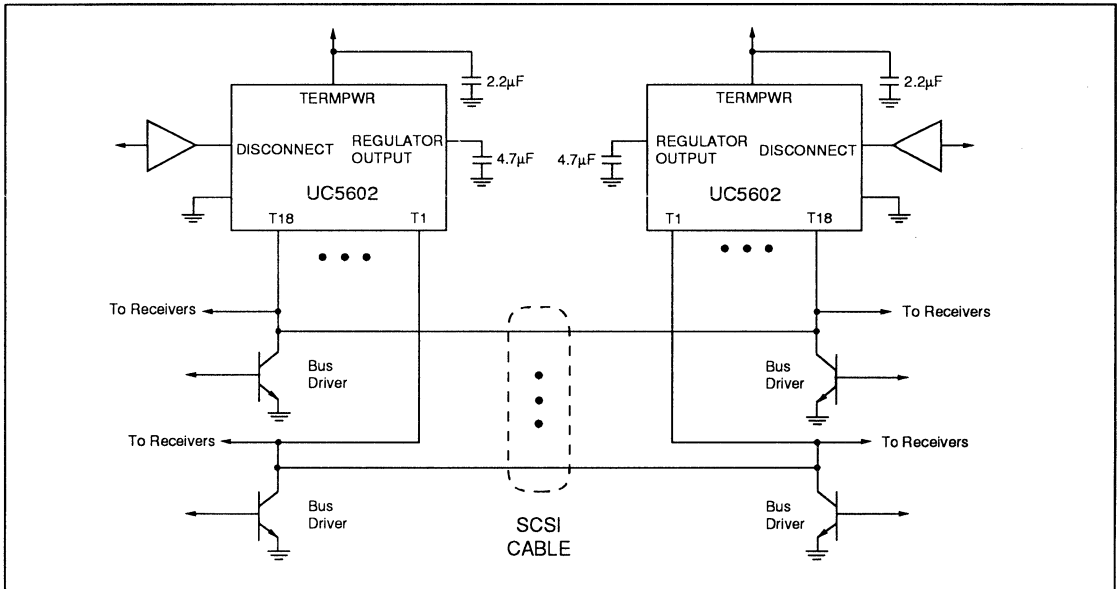 2.2µF
2.2µF
TERMPWR
TERMPWR
DISCONNECT
REGULATOR
OUTPUT
4.7µF
4.7µF
REGULATOR
OUTPUT
DISCONNECT
UC5602
UC5602
T18
T1
T1
T18
To Receivers
To Receivers
Bus
Driver
Bus
Driver
To Receivers
To Receivers
Bus
Driver
Bus
Driver
SCSI
CABLE